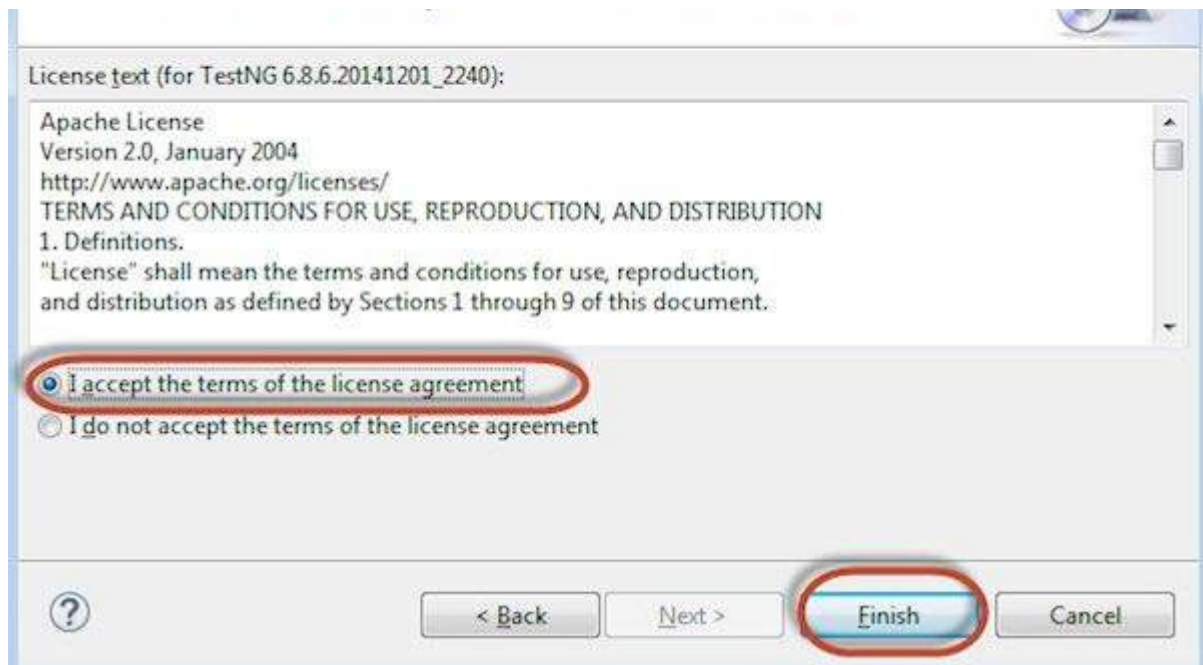 License text (for TestNG 6.8.6.20141201_2240):
Apache License
Version 2.0, January 2004
http://www.apache.org/licenses/
TERMS AND CONDITIONS FOR USE, REPRODUCTION, AND DISTRIBUTION
1. Definitions.
"License" shall mean the terms and conditions for use, reproduction,
and distribution as defined by Sections 1 through 9 of this document.
I accept the terms of the license agreement
I do not accept the terms of the license agreement
?
< Back
Next >
Finish
Cancel